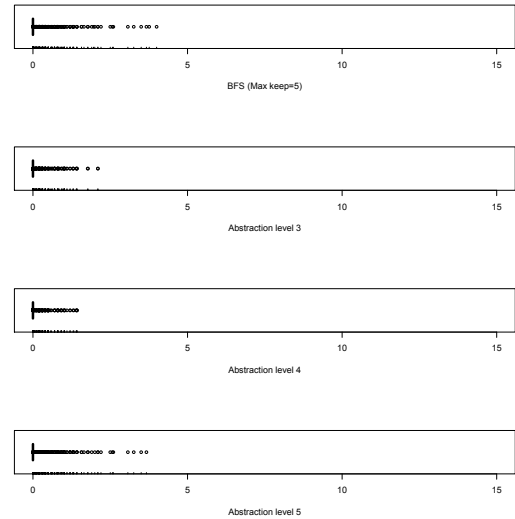 0 5 10 15
BFS (Max keep=5)
0 5 10 15
Abstraction level 3
0 5 10 15
Abstraction level 4
0 5 10 15
Abstraction level 5